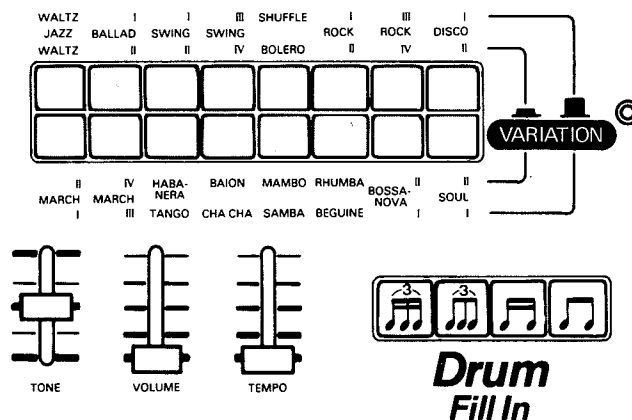 WALTZ I I III SHUFFLE I III I
JAZZ BALLAD SWING SWING ROCK ROCK DISCO
WALTZ II II IV BOLERO II IV II
VARIATION
II IV HABA- BAION MAMBO RHUMBA II II
MARCH MARCH NERA BOSSA- SOUL
I III TANGO CHA CHA SAMBA BEGUINE NOVA I I
3 3
TONE VOLUME TEMPO
Drum
Fill In